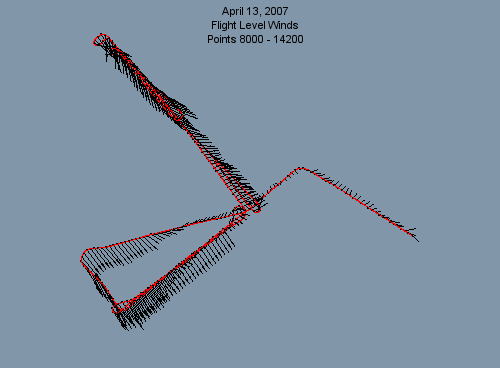 April 13, 2007
Flight Level Winds
Points 8000 - 14200